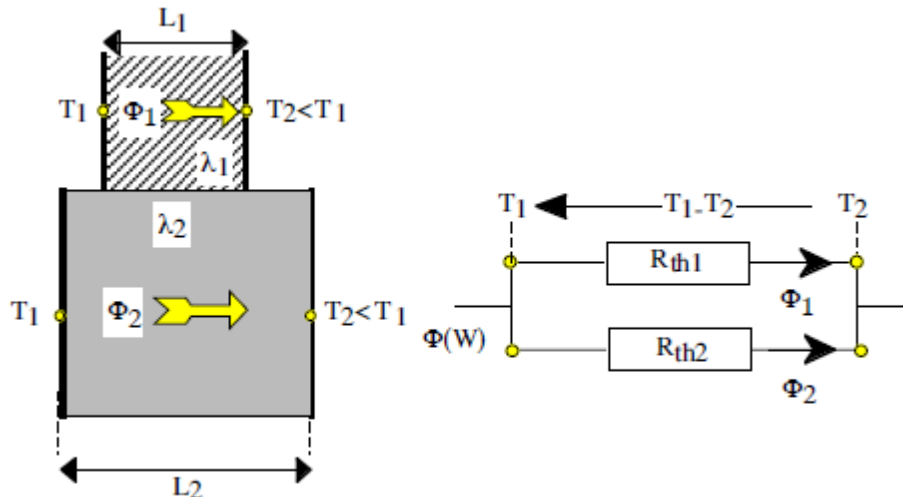 L1
T1 Φ1 T2<T1
λ1
λ2
T1 Φ2 T2<T1
L2
T1 T1-T2 T2
Rth1
Φ1
Φ(W)
Rth2
Φ2